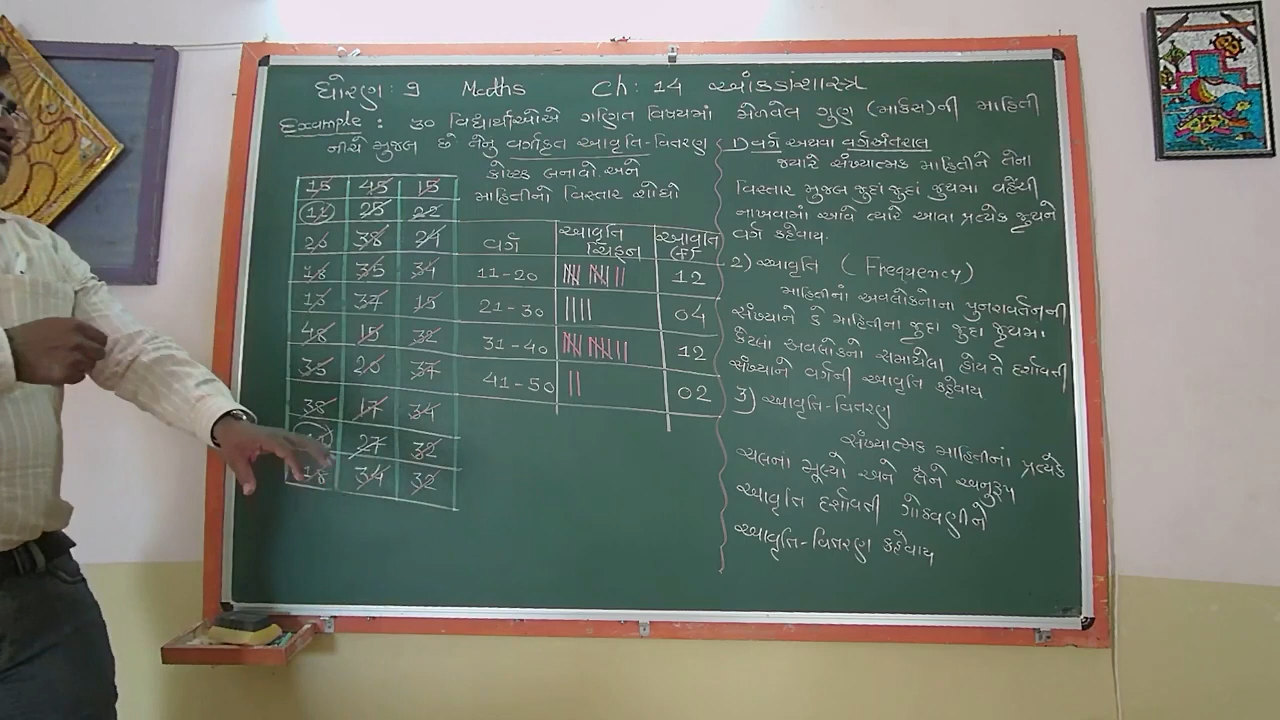 ધોરણ : 9 Maths Ch : 14 આંકડાશાસ્ત્ર
Example : 30 વિદ્યાર્થીઓએ ગણિત વિષયમાં મેળવેલ ગુણ (માર્કસ)ની માહિતી
નીચે મુજબ છે તેનું વર્ગીકૃત આવૃત્તિ-વિતરણ
કોષ્ટક બનાવો અને
માહિતીનો વિસ્તાર શોધો
15 45 15
25 22
20 38 24
18 35 34
13 37 15
48 15 32
35 20 37
38 17 34
27 32
18 34 32
વર્ગ આવૃત્તિ ચિહ્ન આવૃત્તિ (f)
11-20 12
21-30 04
31-40 12
41-50 02
1) વર્ગ અથવા વર્ગઅંતરાલ
જયારે સંખ્યાત્મક માહિતીને તેના
વિસ્તાર મુજબ જુદાં જુદાં જુથમાં વહેંચી
નાખવામાં આવે ત્યારે આવા પ્રત્યેક જુથને
વર્ગ કહેવાય.
2) આવૃત્તિ ( Frequency )
માહિતીનાં અવલોકનોના પુનરાવર્તનની
સંખ્યાને કે માહિતીના જુદા જુદા જુથમાં
કેટલા અવલોકનો સમાયેલા હોય તે દર્શાવતી
સંખ્યાને વર્ગની આવૃત્તિ કહેવાય
3) આવૃત્તિ-વિતરણ
સંખ્યાત્મક માહિતીનાં પ્રત્યેક
ચલનાં મૂલ્યો અને તેને અનુરૂપ
આવૃત્તિ દર્શાવતી ગોઠવણીને
આવૃત્તિ-વિતરણ કહેવાય